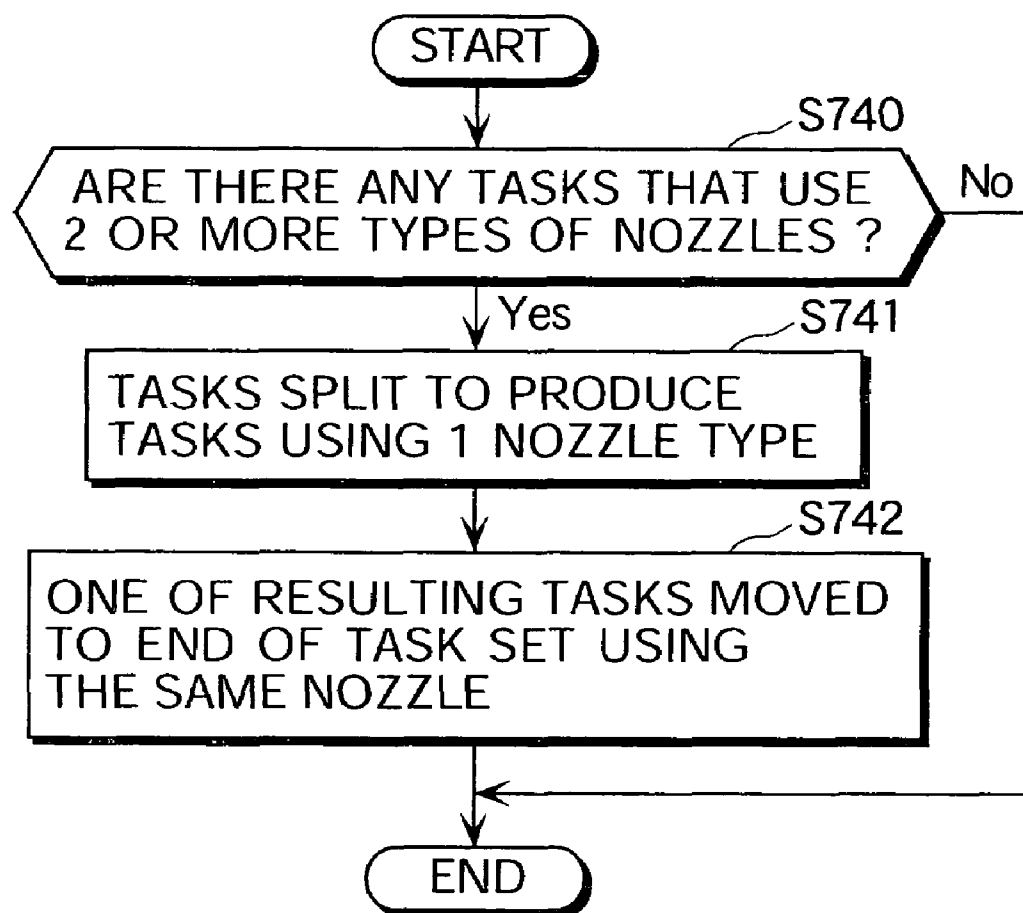 START
S740
ARE THERE ANY TASKS THAT USE
2 OR MORE TYPES OF NOZZLES ?
No
Yes
S741
TASKS SPLIT TO PRODUCE
TASKS USING 1 NOZZLE TYPE
S742
ONE OF RESULTING TASKS MOVED
TO END OF TASK SET USING
THE SAME NOZZLE
END